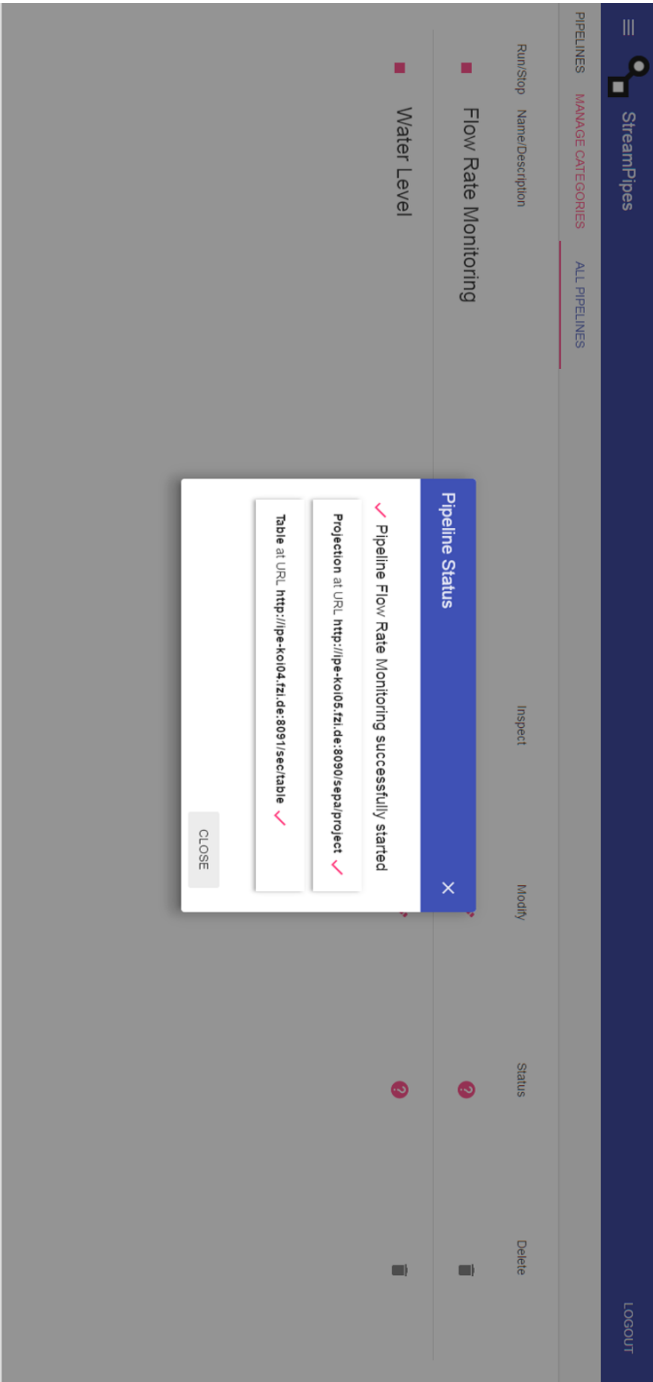 StreamPipes
LOGOUT
PIPELINES MANAGE CATEGORIES ALL PIPELINES
Run/Stop Name/Description Inspect Modify Status Delete
Flow Rate Monitoring
Water Level
Pipeline Status
Pipeline Flow Rate Monitoring successfully started
Projection at URL http://ipe-koi05.fzi.de:8090/sepa/project
Table at URL http://ipe-koi04.fzi.de:8091/sec/table
CLOSE